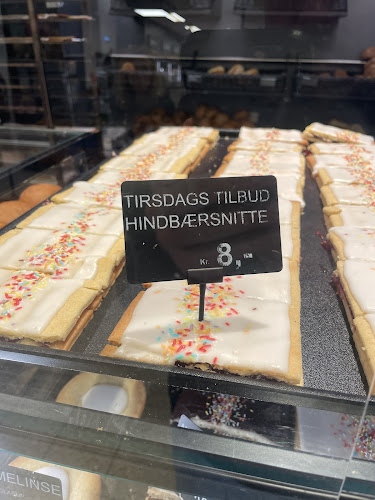 TIRSDAGS TILBUD
HINDBÆRSNITTE
Kr. 8,
MELINSE